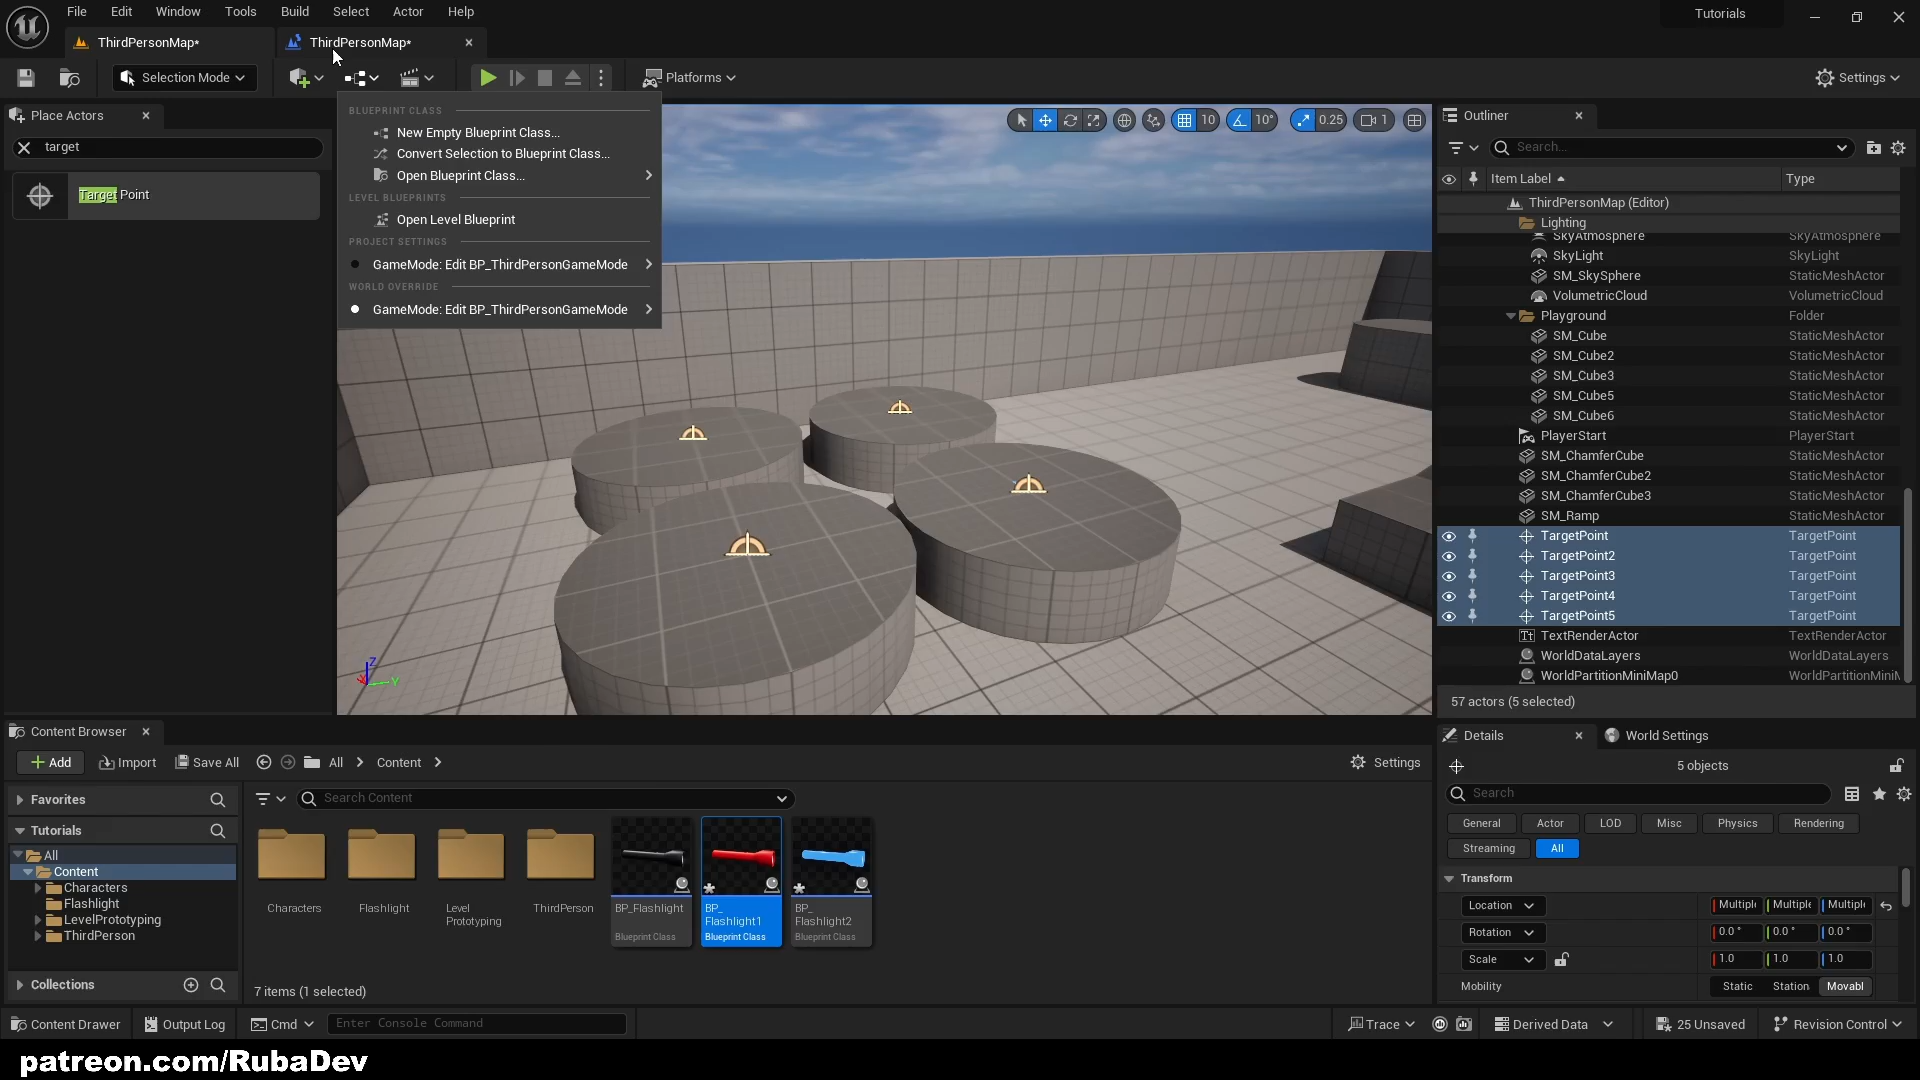 File Edit Window Tools Build Select Actor Help
Tutorials
ThirdPersonMap*
ThirdPersonMap*
Selection Mode
Platforms
Settings
Place Actors
target
Target Point
BLUEPRINT CLASS
New Empty Blueprint Class...
Convert Selection to Blueprint Class...
Open Blueprint Class...
LEVEL BLUEPRINTS
Open Level Blueprint
PROJECT SETTINGS
GameMode: Edit BP_ThirdPersonGameMode
WORLD OVERRIDE
GameMode: Edit BP_ThirdPersonGameMode
10 10° 0.25 1
Z
X Y
Outliner
Search...
Item Label Type
ThirdPersonMap (Editor)
Lighting
SkyAtmosphere SkyAtmosphere
SkyLight SkyLight
SM_SkySphere StaticMeshActor
VolumetricCloud VolumetricCloud
Playground Folder
SM_Cube StaticMeshActor
SM_Cube2 StaticMeshActor
SM_Cube3 StaticMeshActor
SM_Cube5 StaticMeshActor
SM_Cube6 StaticMeshActor
PlayerStart PlayerStart
SM_ChamferCube StaticMeshActor
SM_ChamferCube2 StaticMeshActor
SM_ChamferCube3 StaticMeshActor
SM_Ramp StaticMeshActor
TargetPoint TargetPoint
TargetPoint2 TargetPoint
TargetPoint3 TargetPoint
TargetPoint4 TargetPoint
TargetPoint5 TargetPoint
TextRenderActor TextRenderActor
WorldDataLayers WorldDataLayers
WorldPartitionMiniMap0 WorldPartitionMiniM
57 actors (5 selected)
Content Browser
Add Import Save All All Content Settings
Favorites
Search Content
Tutorials
All
Content
Characters
Flashlight
LevelPrototyping
ThirdPerson
Collections
Characters
Flashlight
Level
Prototyping
ThirdPerson
BP_Flashlight
Blueprint Class
BP_
Flashlight1
Blueprint Class
BP_
Flashlight2
Blueprint Class
7 items (1 selected)
Details
World Settings
5 objects
Search
General Actor LOD Misc Physics Rendering
Streaming All
Transform
Location Multiple Multiple Multiple
Rotation 0.0 ° 0.0 ° 0.0 °
Scale 1.0 1.0 1.0
Mobility Static Station Movabl
Content Drawer Output Log Cmd Enter Console Command
Trace Derived Data 25 Unsaved Revision Control
patreon.com/RubaDev